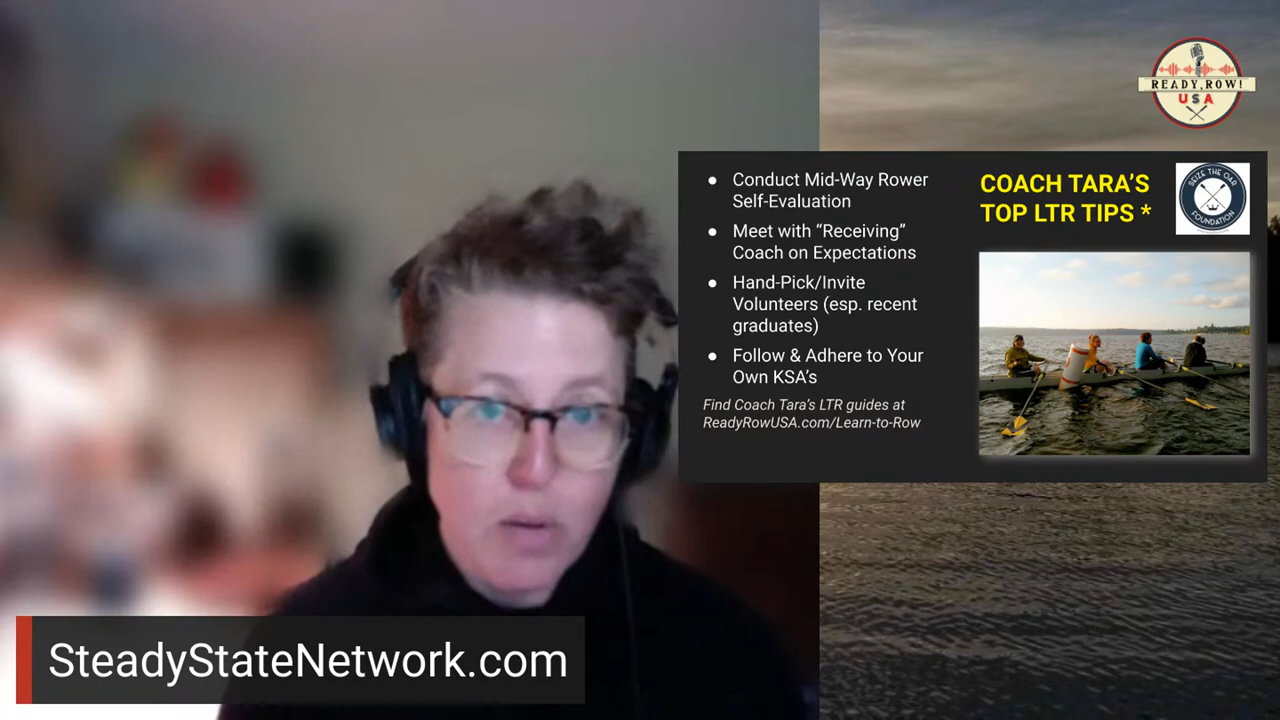 READY, ROW!
USA
● Conduct Mid-Way Rower
Self-Evaluation
● Meet with “Receiving”
Coach on Expectations
● Hand-Pick/Invite
Volunteers (esp. recent
graduates)
● Follow & Adhere to Your
Own KSA’s
Find Coach Tara’s LTR guides at
ReadyRowUSA.com/Learn-to-Row
COACH TARA’S
TOP LTR TIPS *
SEIZE THE OAR
FOUNDATION
SteadyStateNetwork.com